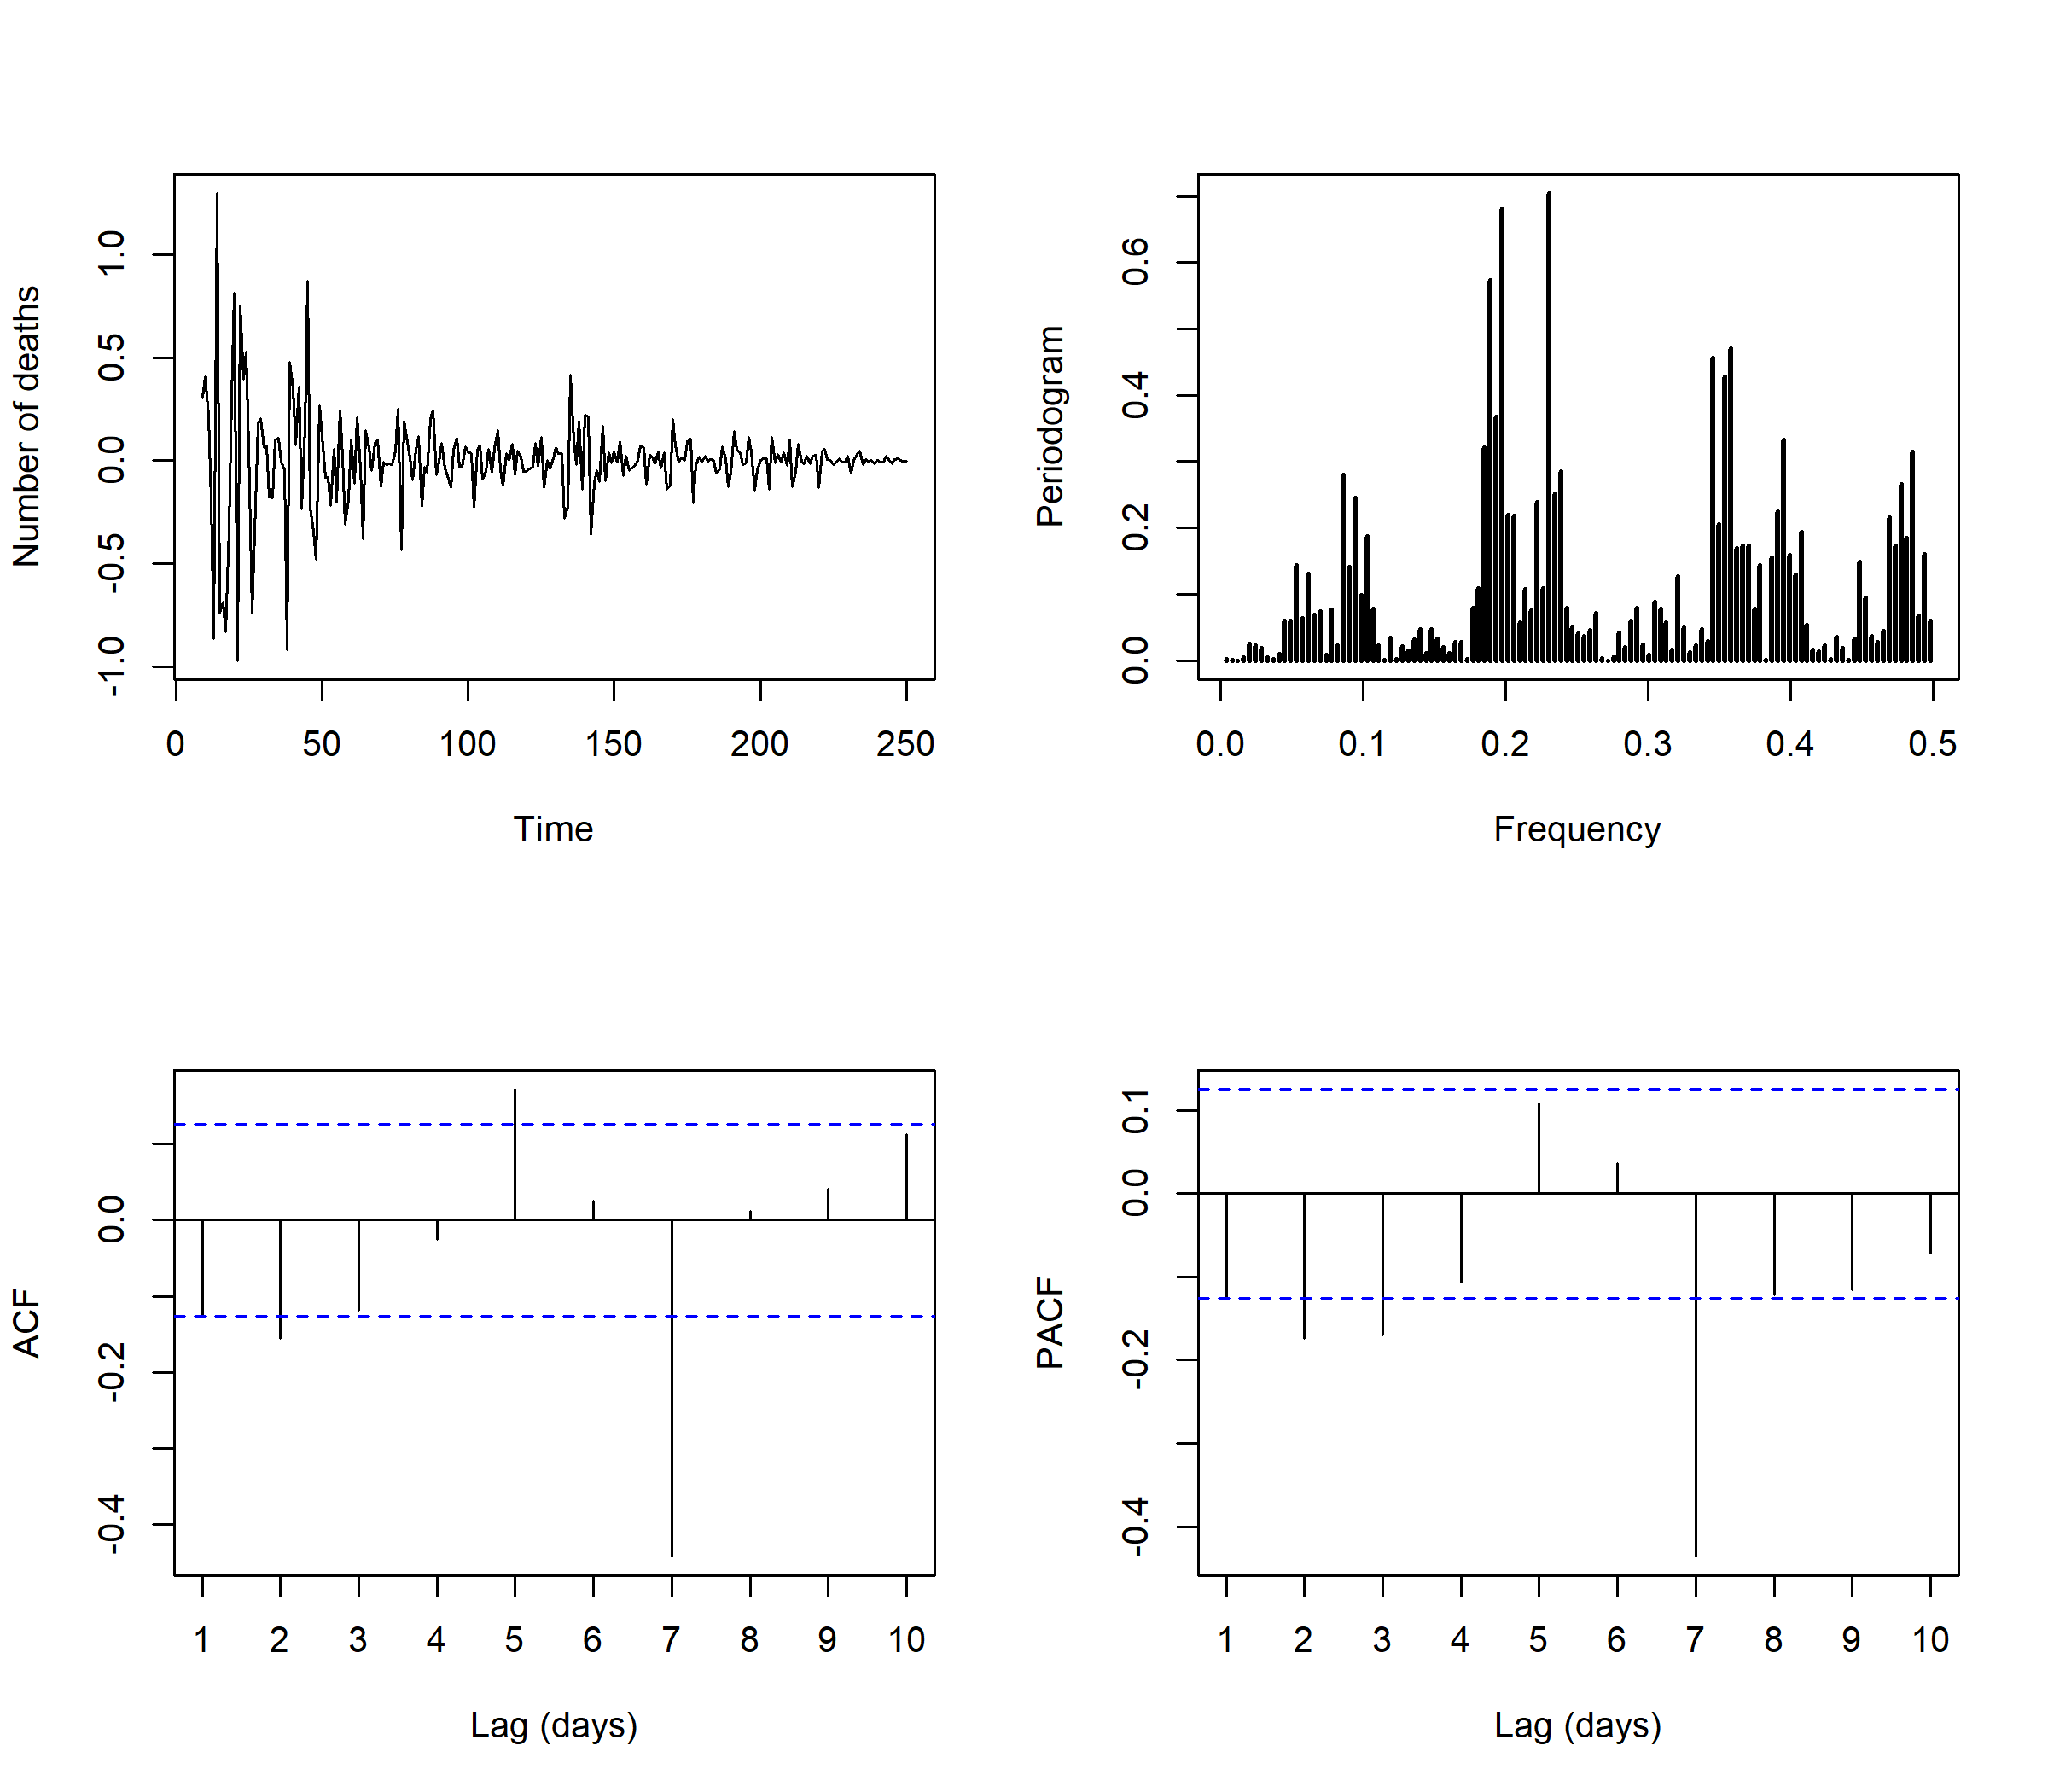 Number of deaths
1.0
0.5
0.0
-0.5
-1.0
0 50 100 150 200 250
Time
Periodogram
0.6
0.4
0.2
0.0
0.0 0.1 0.2 0.3 0.4 0.5
Frequency
ACF
0.0
-0.2
-0.4
1 2 3 4 5 6 7 8 9 10
Lag (days)
PACF
0.1
0.0
-0.2
-0.4
1 2 3 4 5 6 7 8 9 10
Lag (days)